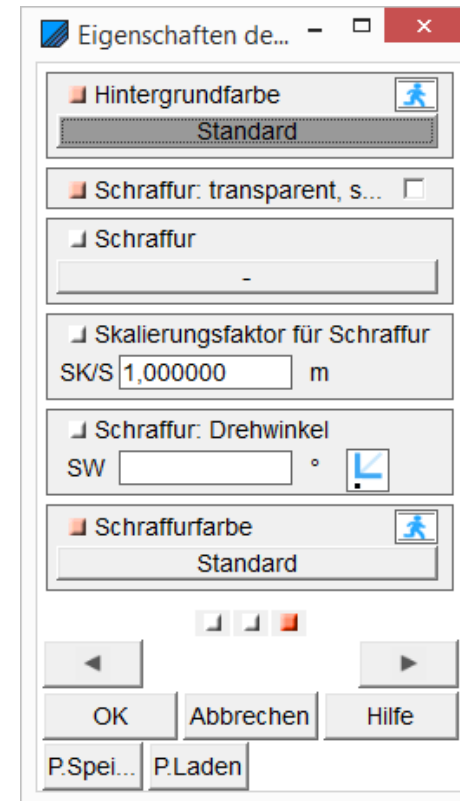 Eigenschaften de...
Hintergrundfarbe
Standard
Schraffur: transparent, s...
Schraffur
-
Skalierungsfaktor für Schraffur
SK/S 1,000000 m
Schraffur: Drehwinkel
SW °
Schraffurfarbe
Standard
OK Abbrechen Hilfe
P.Spei... P.Laden